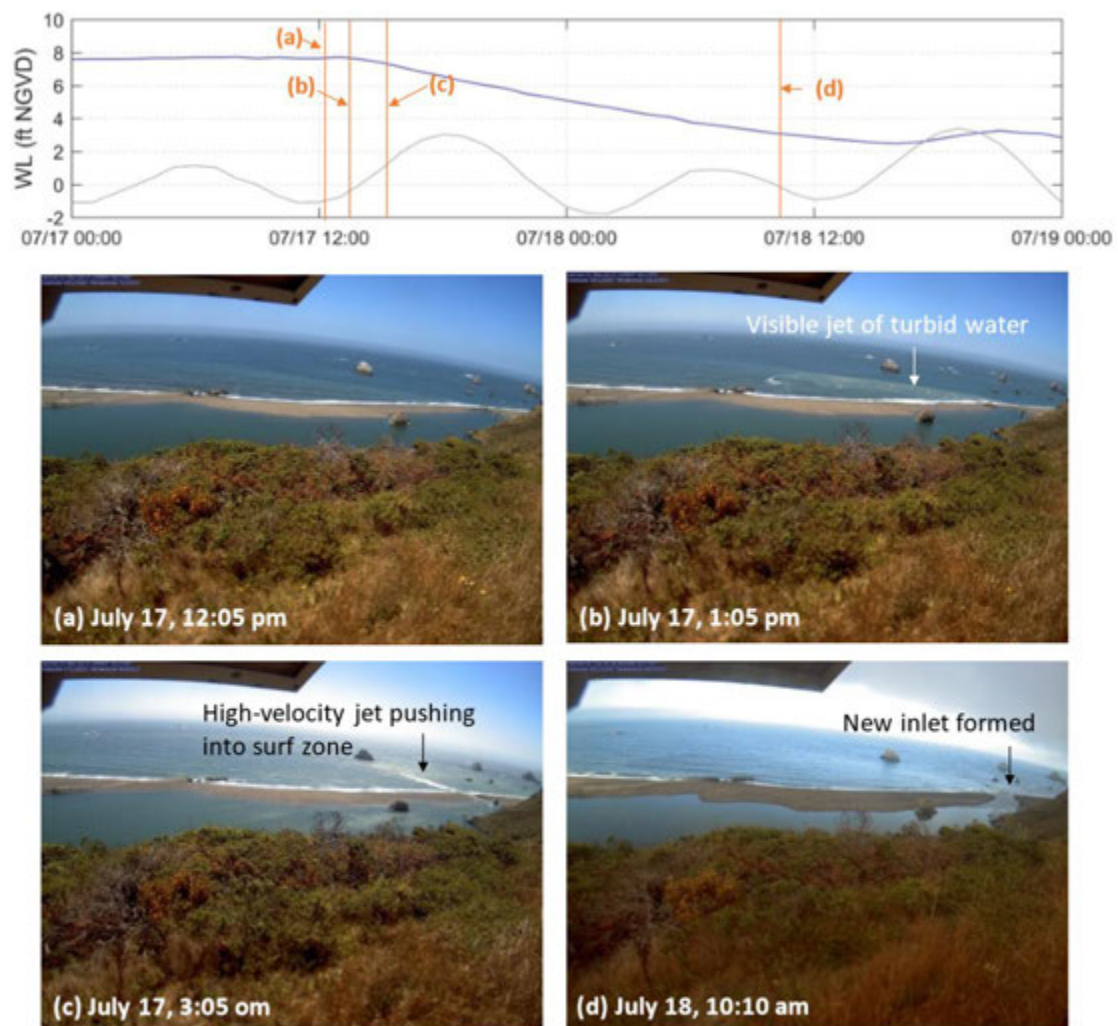 10
8
6
4
2
0
-2
WL (ft NGVD)
(a)
(b)
(c)
(d)
07/17 00:00
07/17 12:00
07/18 00:00
07/18 12:00
07/19 00:00
Visible jet of turbid water
(a) July 17, 12:05 pm
(b) July 17, 1:05 pm
High-velocity jet pushing
into surf zone
New inlet formed
(c) July 17, 3:05 om
(d) July 18, 10:10 am